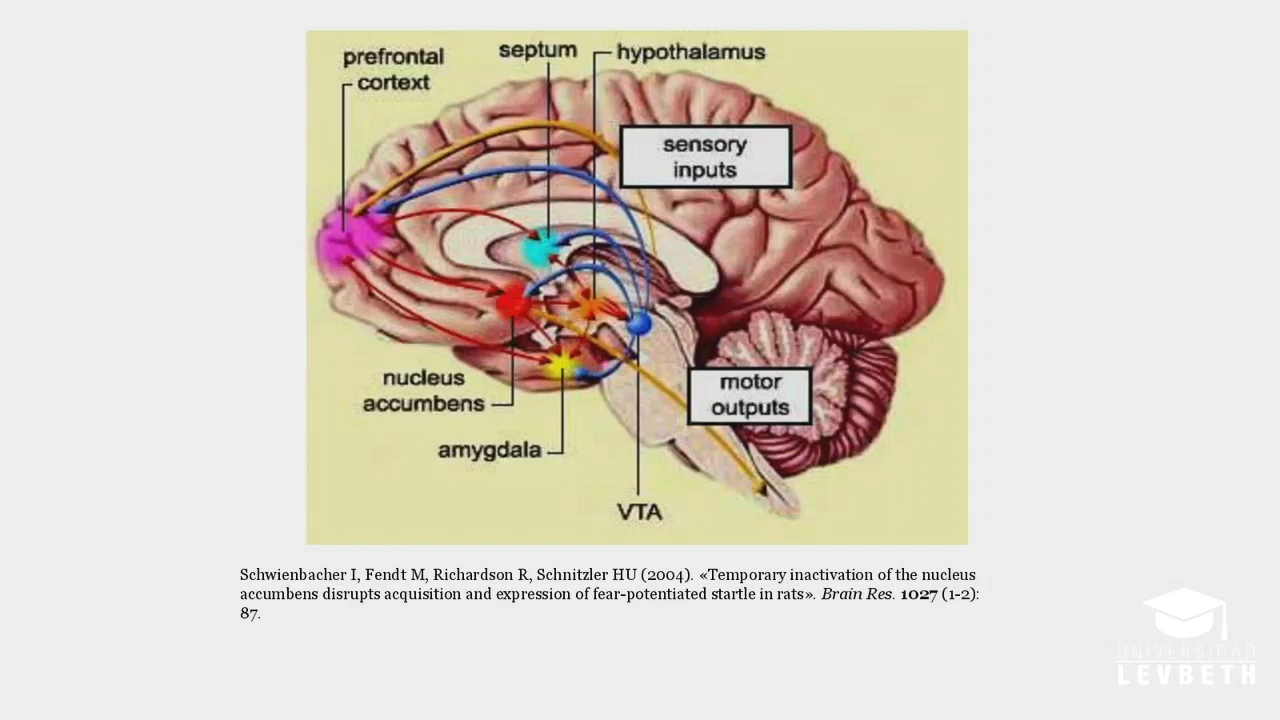 prefrontal
cortext
septum
hypothalamus
sensory
inputs
nucleus
accumbens
amygdala
motor
outputs
VTA
Schwienbacher I, Fendt M, Richardson R, Schnitzler HU (2004). «Temporary inactivation of the nucleus
accumbens disrupts acquisition and expression of fear-potentiated startle in rats». Brain Res. 1027 (1-2):
87.
UNIVERSIDAD
LEVBETH